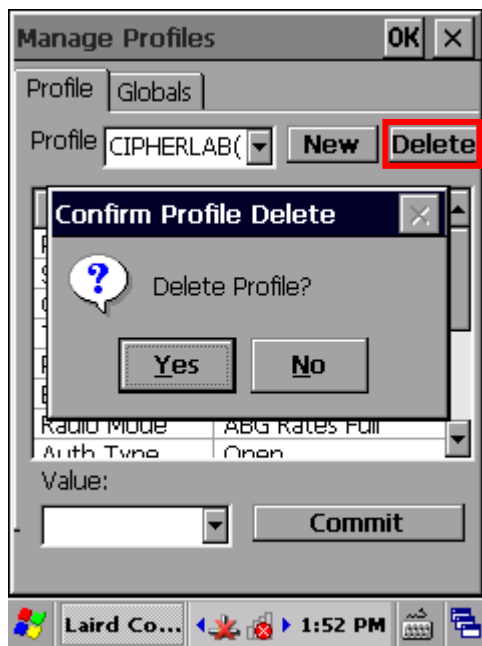 Manage Profiles OK
Profile Globals
Profile CIPHERLAB( New Delete
Confirm Profile Delete
Delete Profile?
Yes No
Radio Mode ABG Rates Full
Auth Type Open
Value:
Commit
Laird Co... 1:52 PM